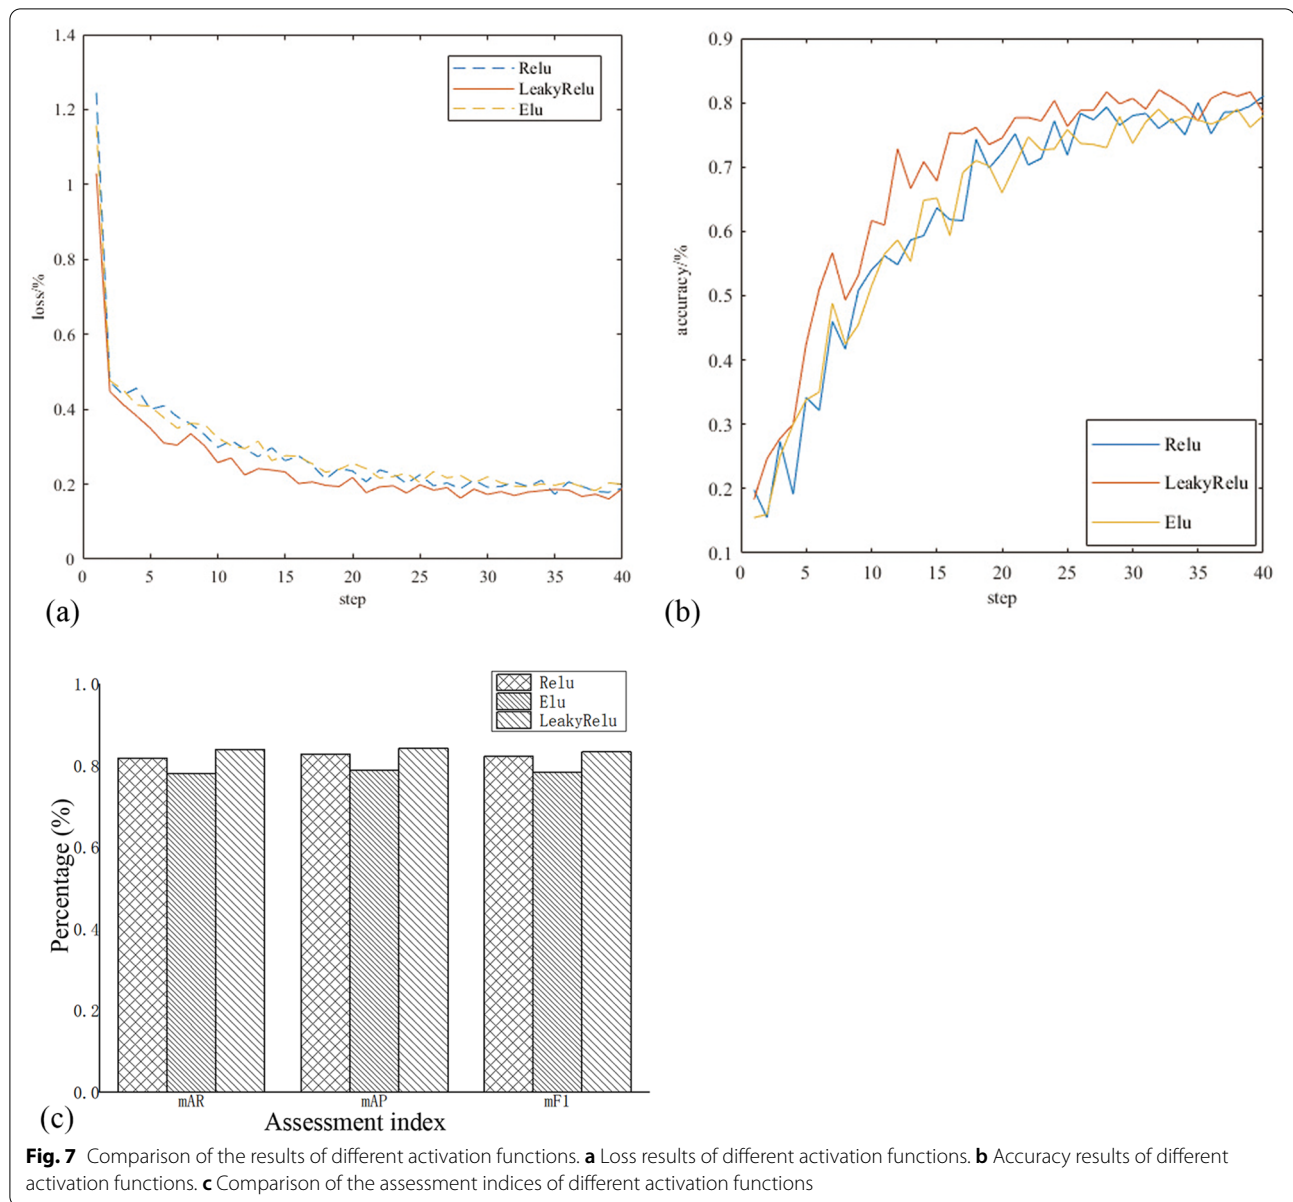 1.4
1.2
1
0.8
0.6
0.4
0.2
0
loss/%
0 5 10 15 20 25 30 35 40
step
Relu
LeakyRelu
Elu
(a)
0.9
0.8
0.7
0.6
0.5
0.4
0.3
0.2
0.1
accuracy/%
0 5 10 15 20 25 30 35 40
step
Relu
LeakyRelu
Elu
(b)
1.0
0.8
0.6
0.4
0.2
0.0
Percentage (%)
Relu
Elu
LeakyRelu
mAR mAP mF1
Assessment index
(c)
Fig. 7 Comparison of the results of different activation functions. a Loss results of different activation functions. b Accuracy results of different
activation functions. c Comparison of the assessment indices of different activation functions